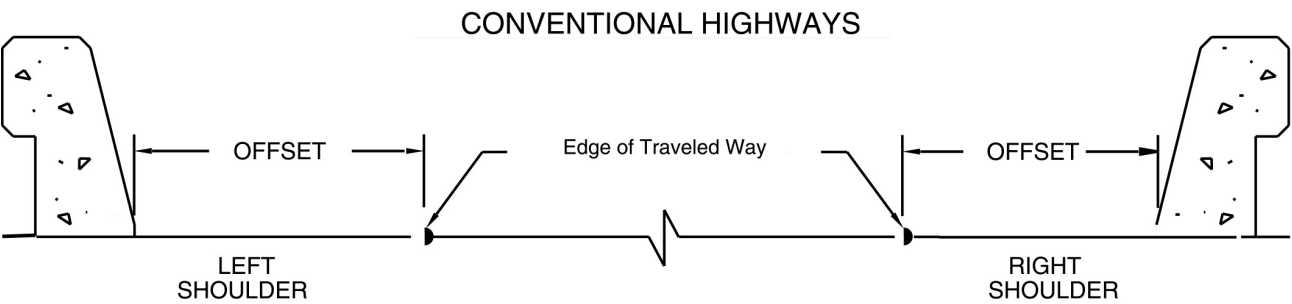 CONVENTIONAL HIGHWAYS
OFFSET
Edge of Traveled Way
OFFSET
LEFT
SHOULDER
RIGHT
SHOULDER